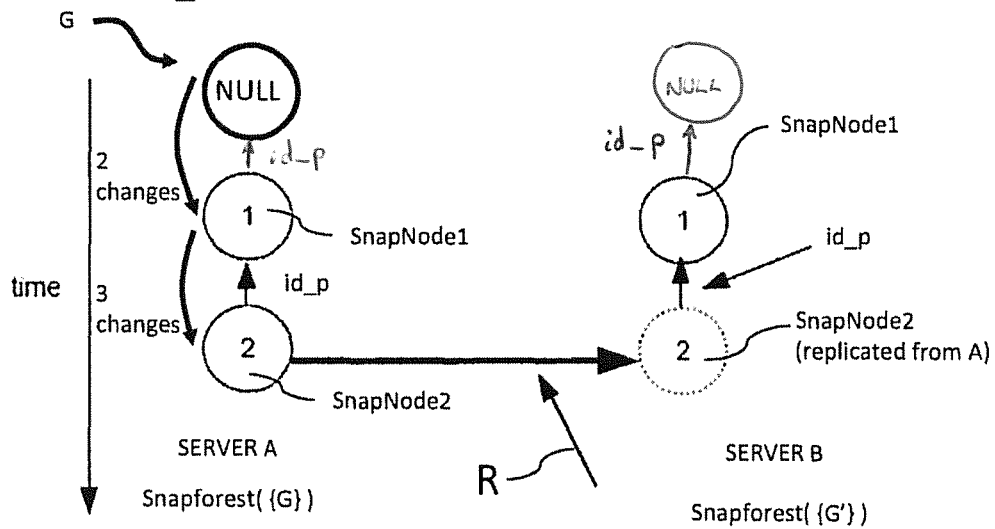 G
NULL
NULL
id_p
id_p
SnapNode1
2
changes
1
1
SnapNode1
id_p
id_p
time
3
changes
2
2
SnapNode2
(replicated from A)
SnapNode2
SERVER A
SERVER B
R
Snapforest( {G} )
Snapforest( {G'} )